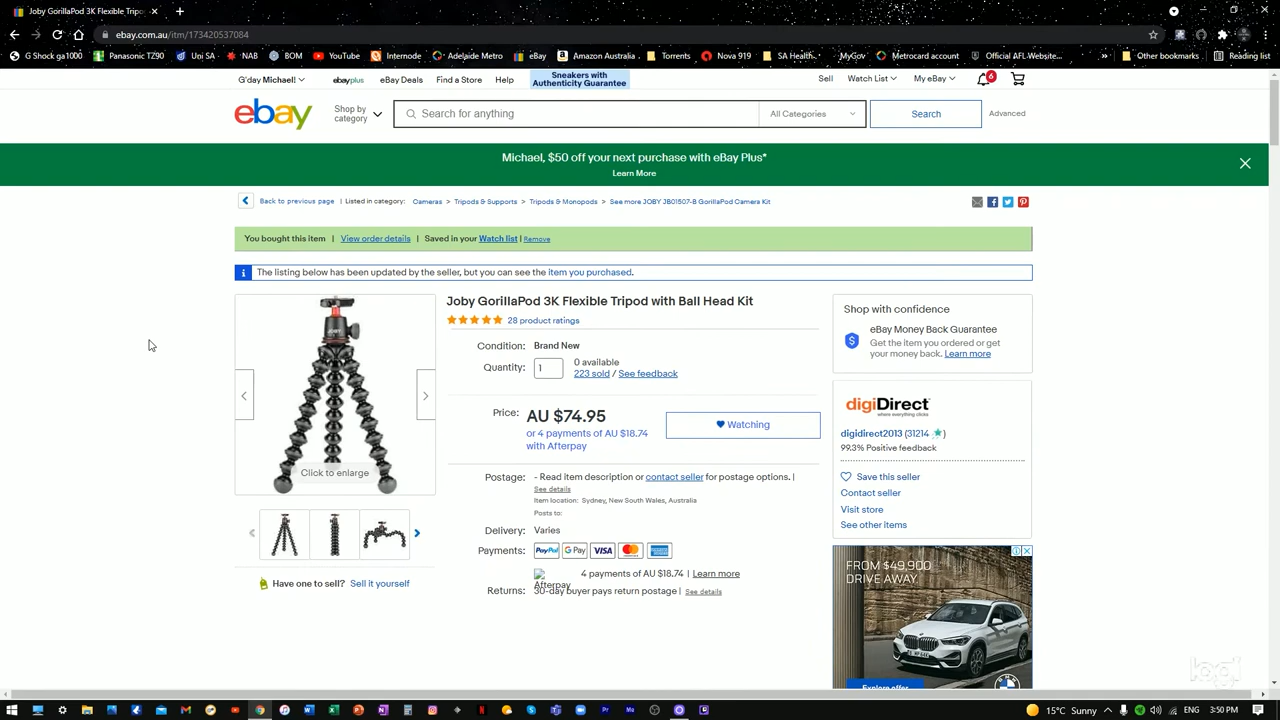 Joby GorillaPod 3K Flexible Tripo
ebay.com.au/itm/173420537084
G Shock ga1000
Panasonic TZ90
Uni SA
NAB
BOM
YouTube
Internode
Adelaide Metro
eBay
Amazon Australia
Torrents
Nova 919
SA Health
MyGov
Metrocard account
Official AFL Website...
Other bookmarks
Reading list
G'day Michael!
ebayplus
eBay Deals
Find a Store
Help
Sneakers with
Authenticity Guarantee
Sell
Watch List
My eBay
6
ebay
Shop by
category
Search for anything
All Categories
Search
Advanced
Michael, $50 off your next purchase with eBay Plus*
Learn More
Back to previous page | Listed in category: Cameras > Tripods & Supports > Tripods & Monopods > See more JOBY JB01507-B GorillaPod Camera Kit
You bought this item | View order details | Saved in your Watch list | Remove
The listing below has been updated by the seller, but you can see the item you purchased.
JOBY
Click to enlarge
Have one to sell? Sell it yourself
Joby GorillaPod 3K Flexible Tripod with Ball Head Kit
28 product ratings
Condition: Brand New
Quantity: 1
0 available
223 sold / See feedback
Price: AU $74.95
or 4 payments of AU $18.74
with Afterpay
Watching
Postage: - Read item description or contact seller for postage options. |
See details
Item location: Sydney, New South Wales, Australia
Posts to:
Delivery: Varies
Payments: PayPal G Pay VISA
Afterpay
4 payments of AU $18.74 | Learn more
Returns: 30-day buyer pays return postage | See details
Shop with confidence
eBay Money Back Guarantee
Get the item you ordered or get
your money back. Learn more
digiDirect
where everything clicks
digidirect2013 (31214)
99.3% Positive feedback
Save this seller
Contact seller
Visit store
See other items
FROM $49,900
DRIVE AWAY.
Explore offer
15°C Sunny
3:50 PM